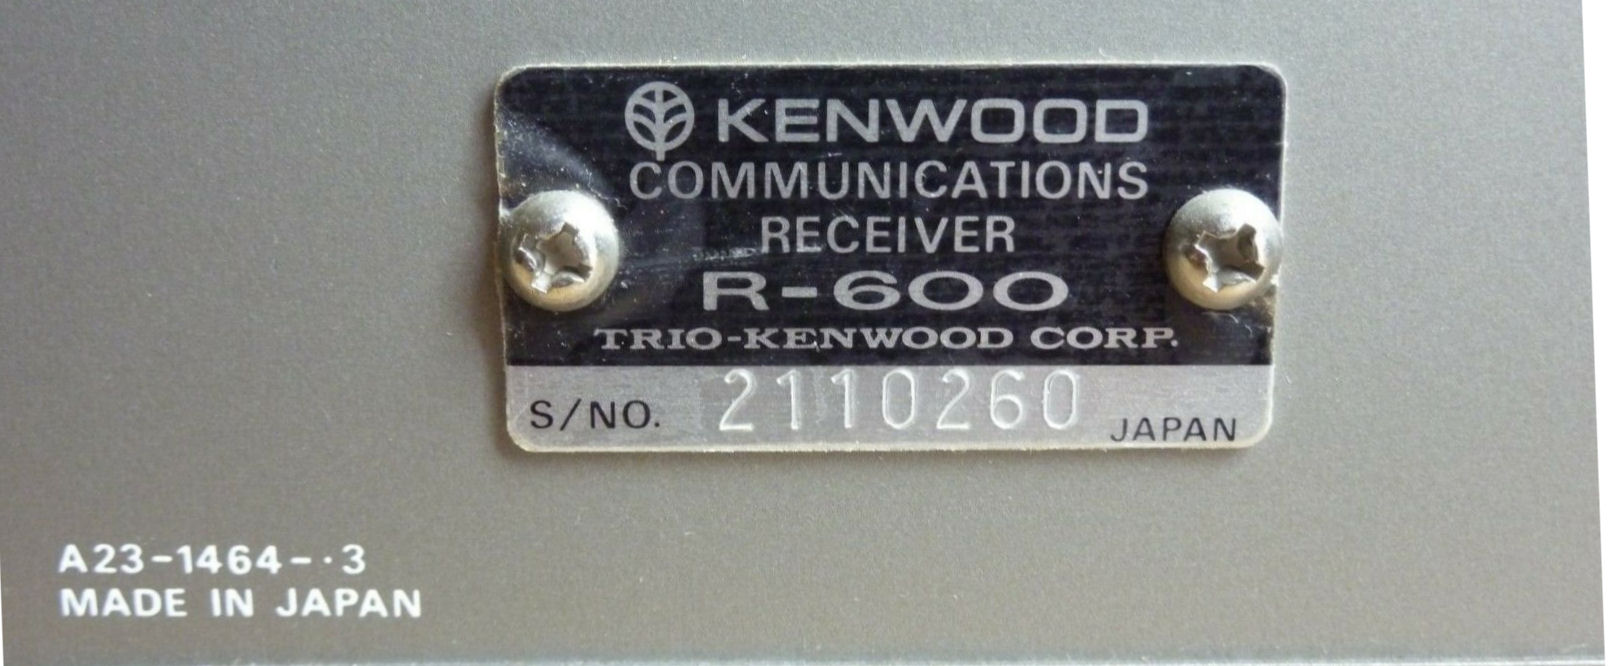 KENWOOD
COMMUNICATIONS
RECEIVER
R-600
TRIO-KENWOOD CORP.
S/NO. 2110260 JAPAN
A23-1464-·3
MADE IN JAPAN